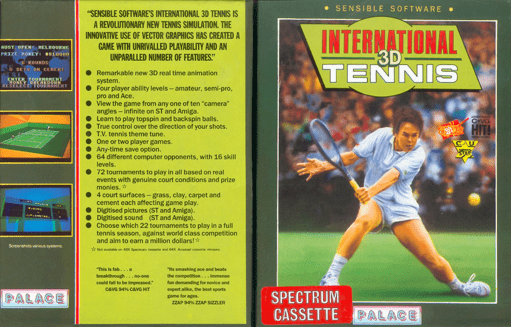 "SENSIBLE SOFTWARE'S INTERNATIONAL 3D TENNIS IS
A REVOLUTIONARY NEW TENNIS SIMULATION. THE
INNOVATIVE USE OF VECTOR GRAPHICS HAS CREATED A
GAME WITH UNRIVALLED PLAYABILITY AND AN
UNPARALLED NUMBER OF FEATURES."
● Remarkable new 3D real time animation
system.
● Four player ability levels – amateur, semi-pro,
pro and Ace.
● View the game from any one of ten "camera"
angles – infinite on ST and Amiga.
● Learn to play topspin and backspin balls.
● True control over the direction of your shots.
● T.V. tennis theme tune.
● One or two player games.
● Any-time save option.
● 64 different computer opponents, with 16 skill
levels.
● 72 tournaments to play in all based on real
events with genuine court conditions and prize
monies. ☆
● 4 court surfaces – grass, clay, carpet and
cement each affecting game play.
● Digitised pictures (ST and Amiga).
● Digitised sound (ST and Amiga).
● Choose which 22 tournaments to play in a full
tennis season, against world class competition
and aim to earn a million dollars! ☆
"This is fab . . . a
breakthrough . . . no-one
could fail to be impressed."
C&VG 94% C&VG HIT
"Its smashing ace and beats
the competition . . . immense
fun demanding for novice and
expert alike, the best sports
game for ages.
ZZAP 94% ZZAP SIZZLER
Screenshots various systems.
PALACE
• SENSIBLE SOFTWARE •
INTERNATIONAL
3D
TENNIS
HIT!
SPECTRUM
CASSETTE
PALACE